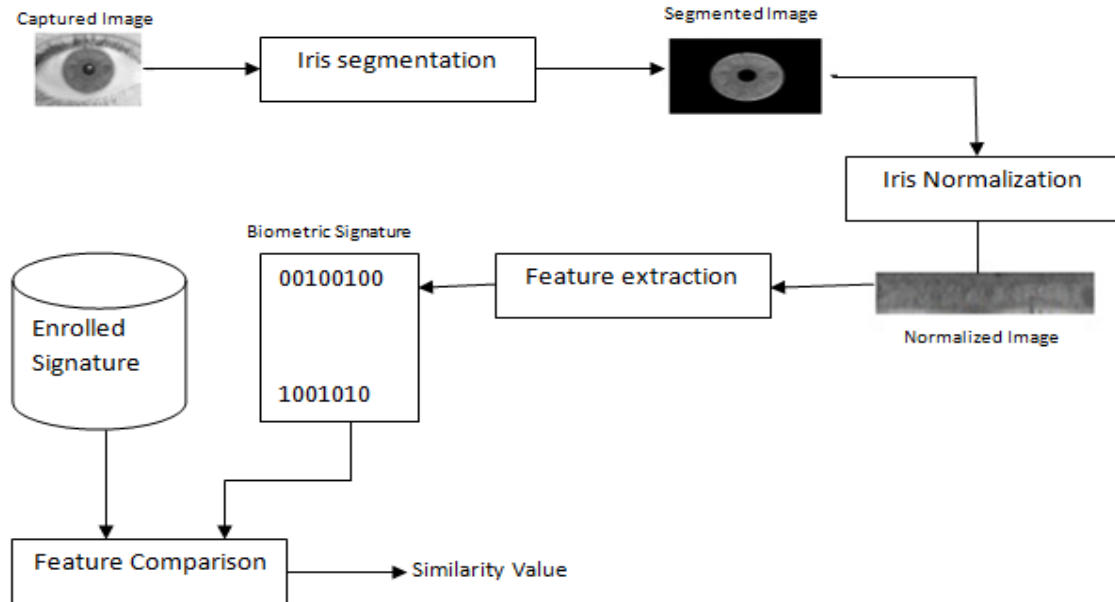 Captured Image
Iris segmentation
Segmented Image
Iris Normalization
Normalized Image
Feature extraction
Biometric Signature
00100100
1001010
Enrolled
Signature
Feature Comparison
Similarity Value